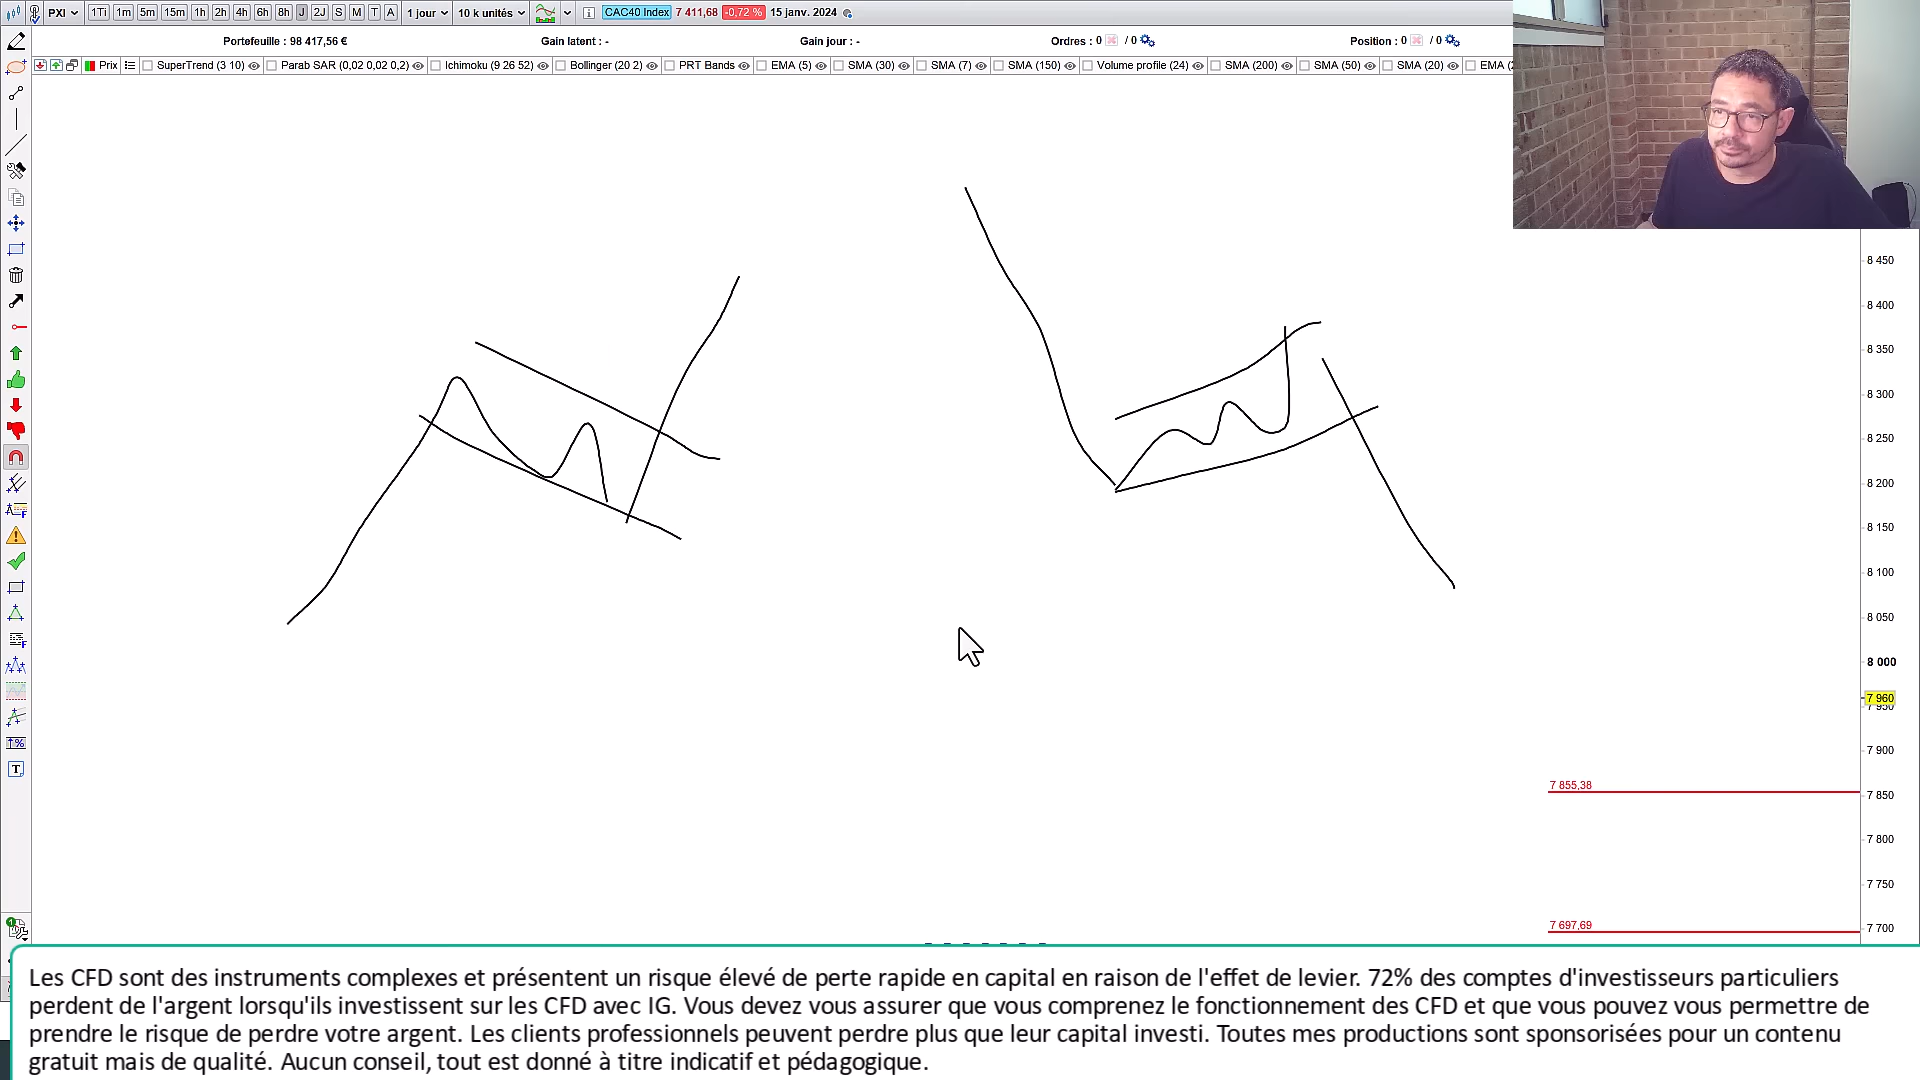 PXI 1Ti 1m 5m 15m 1h 2h 4h 6h 8h J 2J S M T A 1 jour 10 k unités CAC40 Index 7 411,68 -0,72 % 15 janv. 2024
Portefeuille : 98 417,56 € Gain latent : - Gain jour : - Ordres : 0 / 0 Position : 0 / 0
Prix SuperTrend (3 10) Parab SAR (0,02 0,02 0,2) Ichimoku (9 26 52) Bollinger (20 2) PRT Bands EMA (5) SMA (30) SMA (7) SMA (150) Volume profile (24) SMA (200) SMA (50) SMA (20) EMA (
8 450
8 400
8 350
8 300
8 250
8 200
8 150
8 100
8 050
8 000
7 960
7 950
7 900
7 855,38
7 850
7 800
7 750
7 697,69
7 700
Les CFD sont des instruments complexes et présentent un risque élevé de perte rapide en capital en raison de l'effet de levier. 72% des comptes d'investisseurs particuliers
perdent de l'argent lorsqu'ils investissent sur les CFD avec IG. Vous devez vous assurer que vous comprenez le fonctionnement des CFD et que vous pouvez vous permettre de
prendre le risque de perdre votre argent. Les clients professionnels peuvent perdre plus que leur capital investi. Toutes mes productions sont sponsorisées pour un contenu
gratuit mais de qualité. Aucun conseil, tout est donné à titre indicatif et pédagogique.